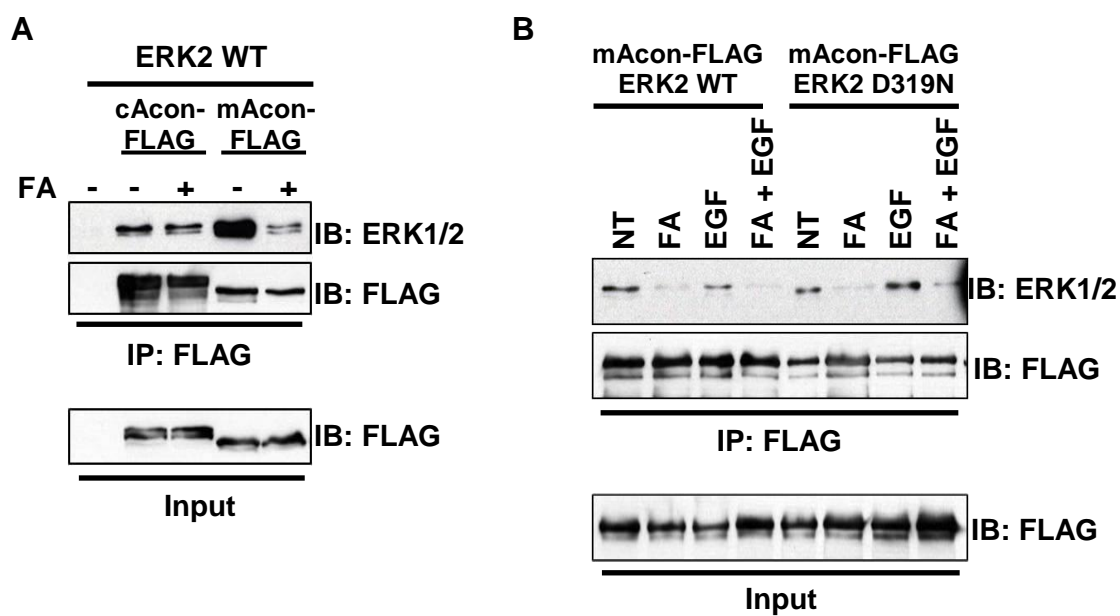 A
ERK2 WT
cAcon- mAcon-
FLAG FLAG
FA - - + - +
IB: ERK1/2
IB: FLAG
IP: FLAG
IB: FLAG
Input
B
mAcon-FLAG mAcon-FLAG
ERK2 WT ERK2 D319N
NT FA EGF FA + EGF NT FA EGF FA + EGF
IB: ERK1/2
IB: FLAG
IP: FLAG
IB: FLAG
Input